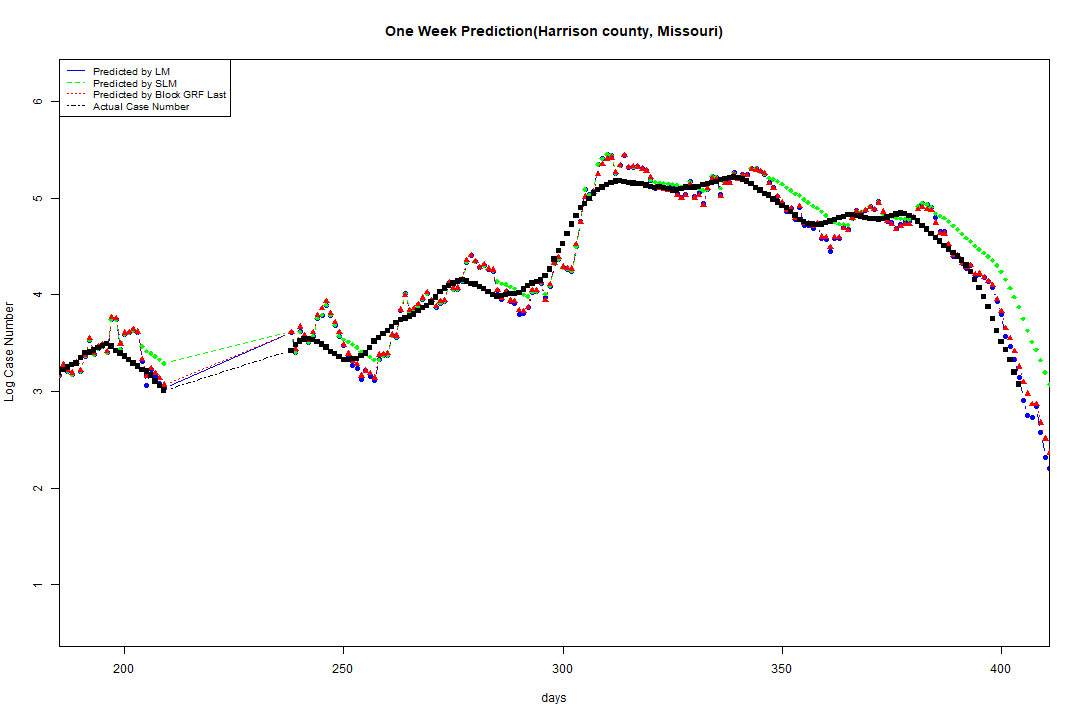 One Week Prediction(Harrison county, Missouri)
Predicted by LM
Predicted by SLM
Predicted by Block GRF Last
Actual Case Number
6
5
4
3
2
1
Log Case Number
200 250 300 350 400
days